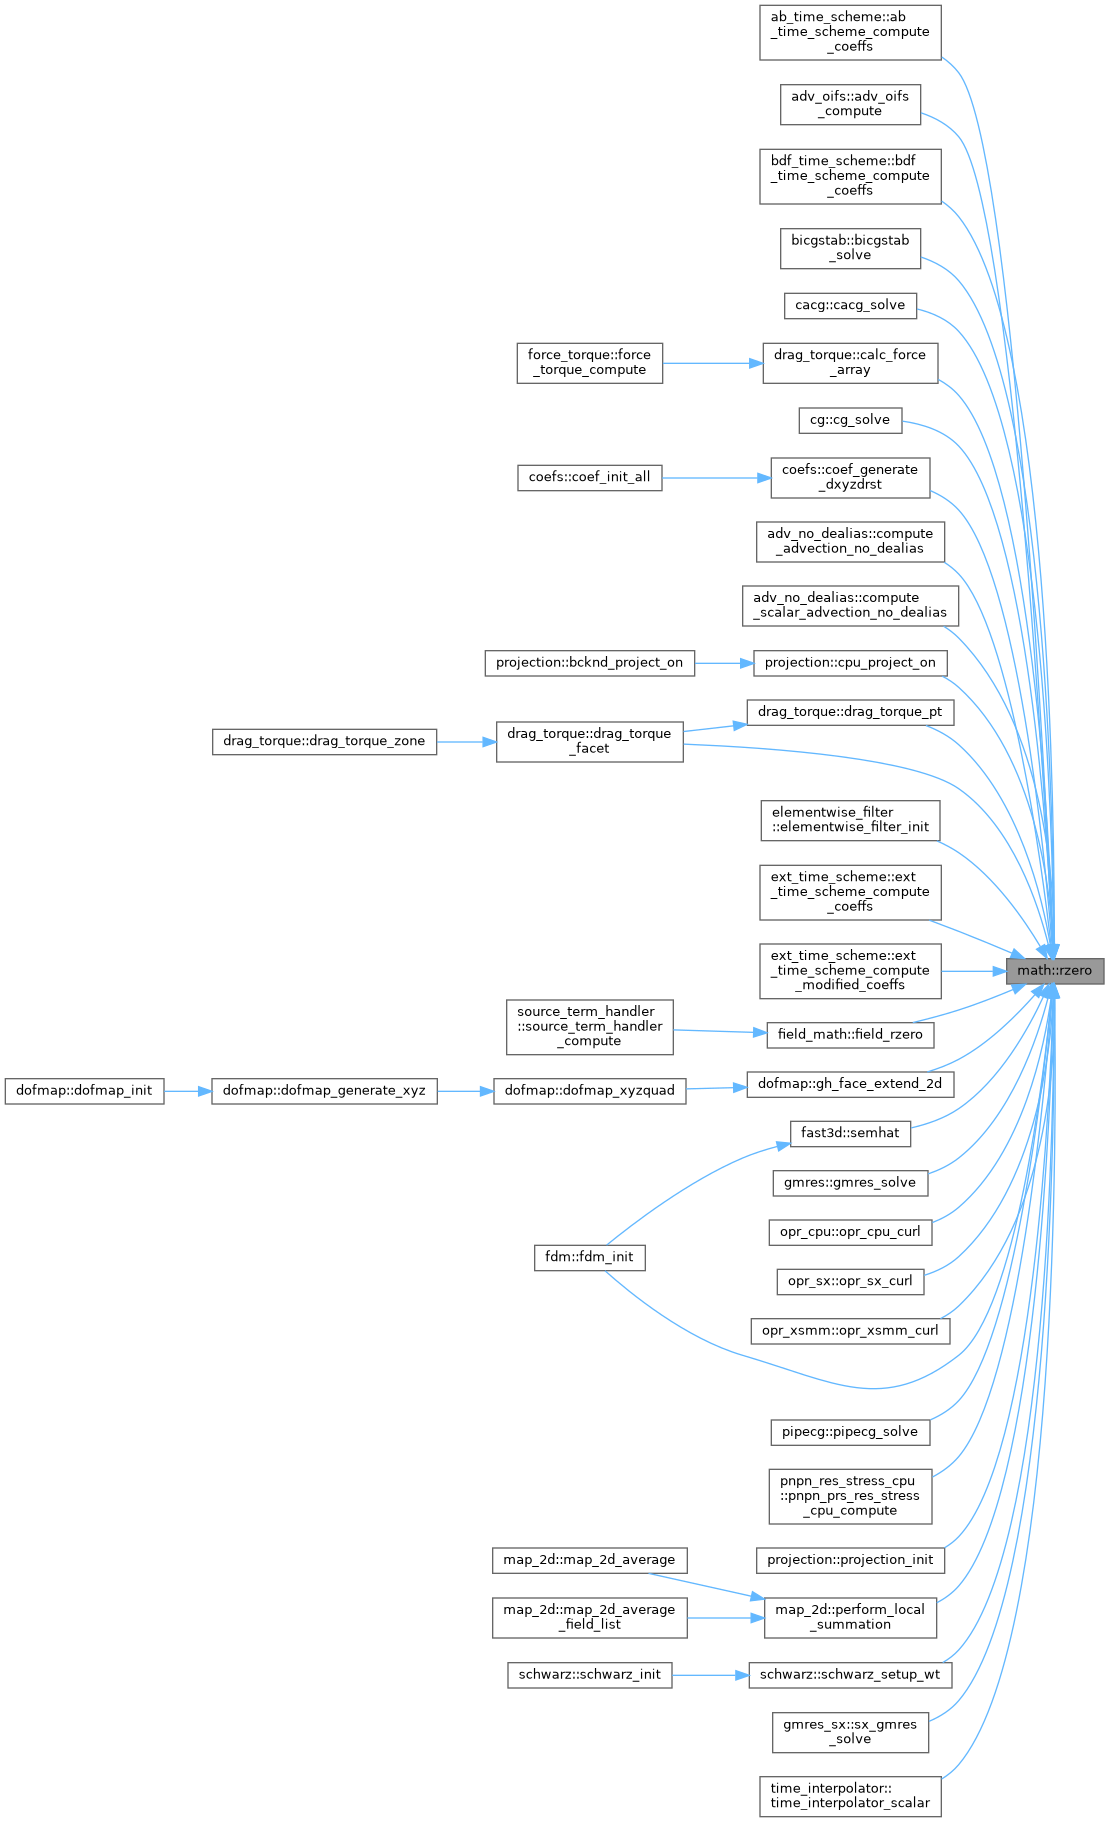 ab_time_scheme::ab
_time_scheme_compute
_coeffs
adv_oifs::adv_oifs
_compute
bdf_time_scheme::bdf
_time_scheme_compute
_coeffs
bicgstab::bicgstab
_solve
cacg::cacg_solve
force_torque::force
_torque_compute
drag_torque::calc_force
_array
cg::cg_solve
coefs::coef_init_all
coefs::coef_generate
_dxyzdrst
adv_no_dealias::compute
_advection_no_dealias
adv_no_dealias::compute
_scalar_advection_no_dealias
projection::bcknd_project_on
projection::cpu_project_on
drag_torque::drag_torque_pt
drag_torque::drag_torque_zone
drag_torque::drag_torque
_facet
elementwise_filter
::elementwise_filter_init
ext_time_scheme::ext
_time_scheme_compute
_coeffs
ext_time_scheme::ext
_time_scheme_compute
_modified_coeffs
math::rzero
source_term_handler
::source_term_handler
_compute
field_math::field_rzero
dofmap::dofmap_init
dofmap::dofmap_generate_xyz
dofmap::dofmap_xyzquad
dofmap::gh_face_extend_2d
fast3d::semhat
gmres::gmres_solve
opr_cpu::opr_cpu_curl
fdm::fdm_init
opr_sx::opr_sx_curl
opr_xsmm::opr_xsmm_curl
pipecg::pipecg_solve
pnpn_res_stress_cpu
::pnpn_prs_res_stress
_cpu_compute
map_2d::map_2d_average
projection::projection_init
map_2d::map_2d_average
_field_list
map_2d::perform_local
_summation
schwarz::schwarz_init
schwarz::schwarz_setup_wt
gmres_sx::sx_gmres
_solve
time_interpolator::
time_interpolator_scalar